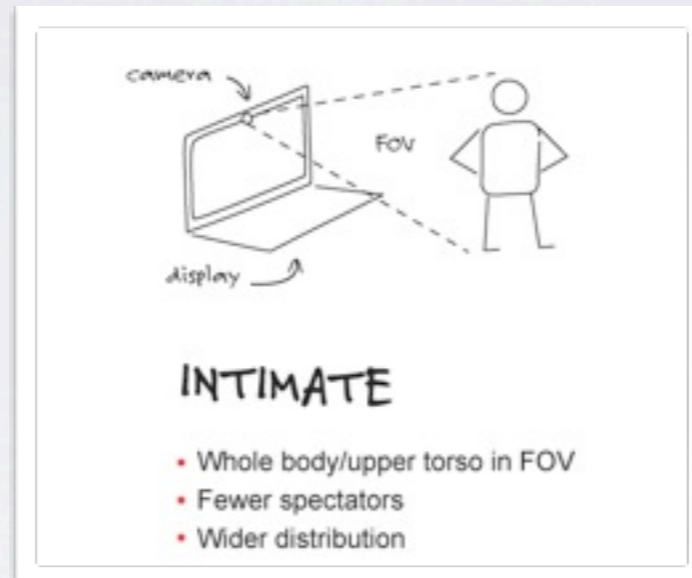 camera
FOV
display
INTIMATE
• Whole body/upper torso in FOV
• Fewer spectators
• Wider distribution